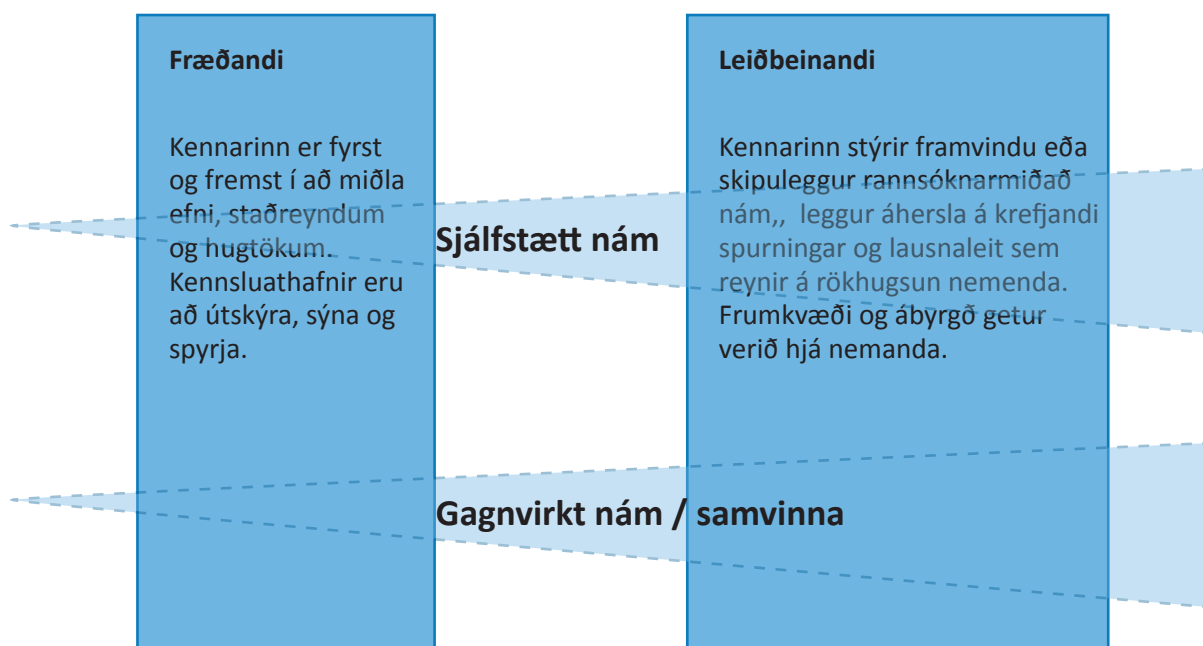 Fræðandi
Kennarinn er fyrst
og fremst í að miðla
efni, staðreyndum
og hugtökum.
Kennsluathafnir eru
að útskýra, sýna og
spyrja.
Leiðbeinandi
Kennarinn stýrir framvindu eða
skipuleggur rannsóknarmiðað
nám,,  leggur áhersla á krefjandi
spurningar og lausnaleit sem
reynir á rökhugsun nemenda.
Frumkvæði og ábyrgð getur
verið hjá nemanda.
Sjálfstætt nám
Gagnvirkt nám / samvinna